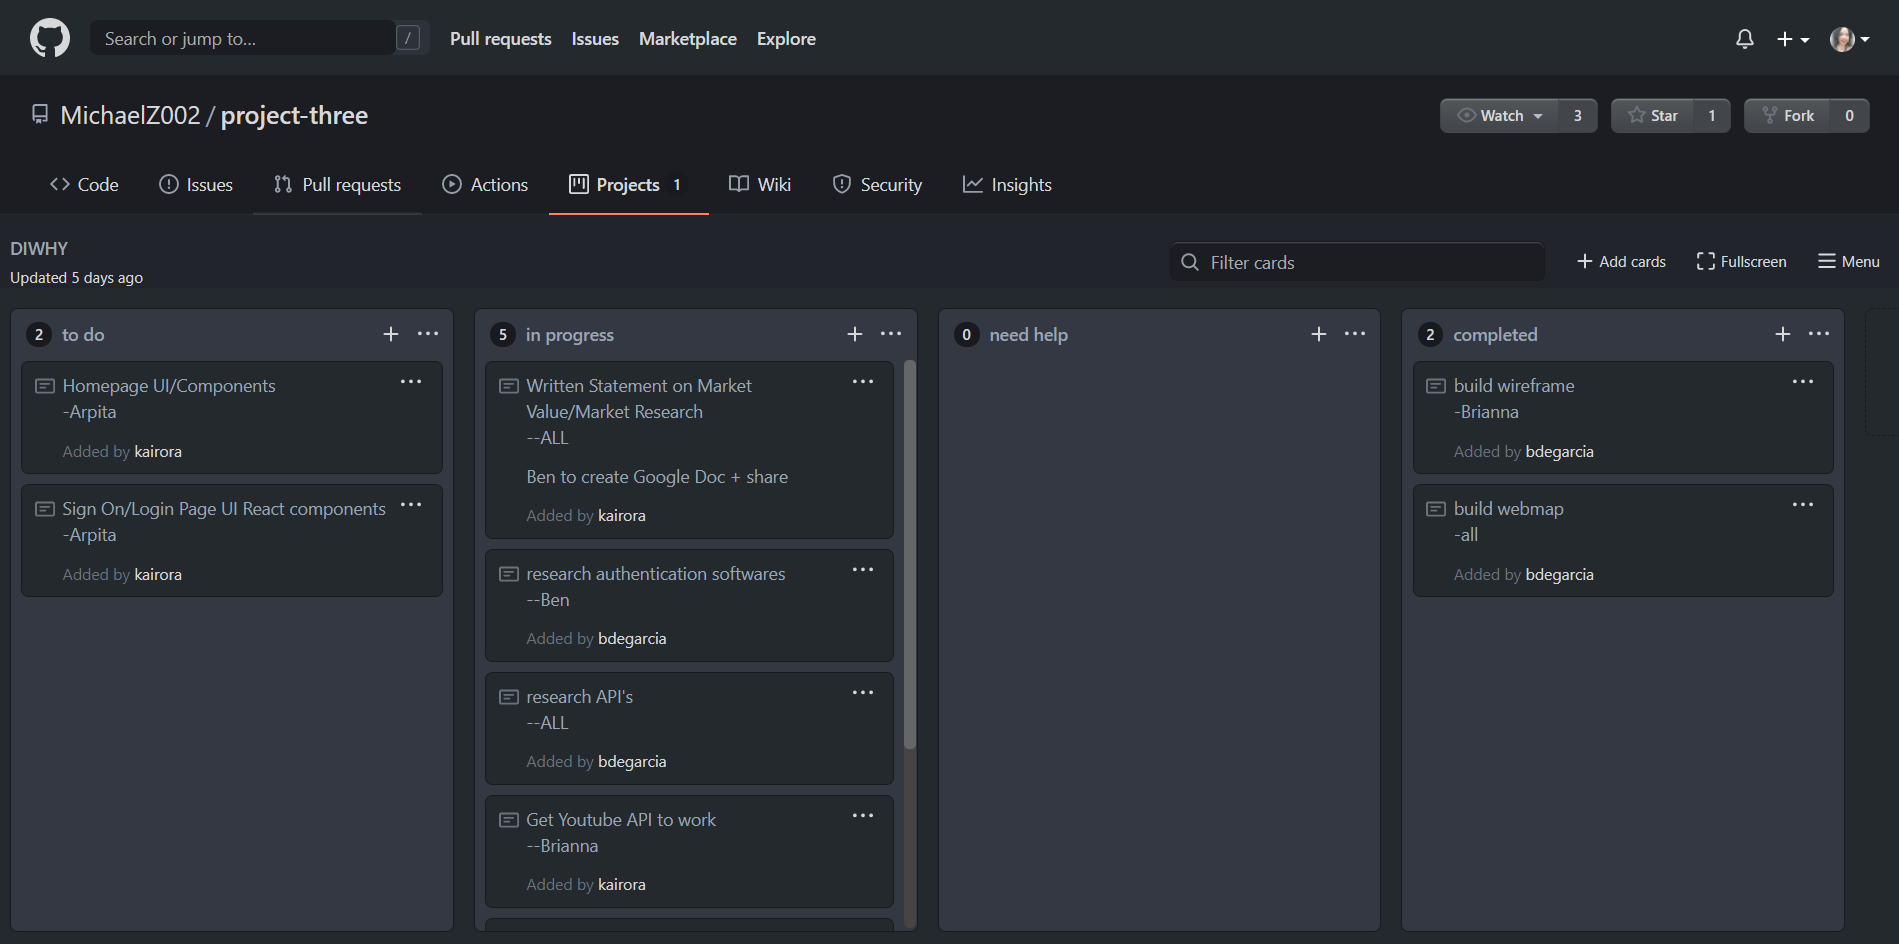 Search or jump to...
/
Pull requests
Issues
Marketplace
Explore
MichaelZ002 / project-three
Watch 3
Star 1
Fork 0
Code
Issues
Pull requests
Actions
Projects 1
Wiki
Security
Insights
DIWHY
Updated 5 days ago
Filter cards
Add cards
Fullscreen
Menu
2 to do
Homepage UI/Components
-Arpita
Added by kairora
Sign On/Login Page UI React components
-Arpita
Added by kairora
5 in progress
Written Statement on Market
Value/Market Research
--ALL
Ben to create Google Doc + share
Added by kairora
research authentication softwares
--Ben
Added by bdegarcia
research API's
--ALL
Added by bdegarcia
Get Youtube API to work
--Brianna
Added by kairora
0 need help
2 completed
build wireframe
-Brianna
Added by bdegarcia
build webmap
-all
Added by bdegarcia